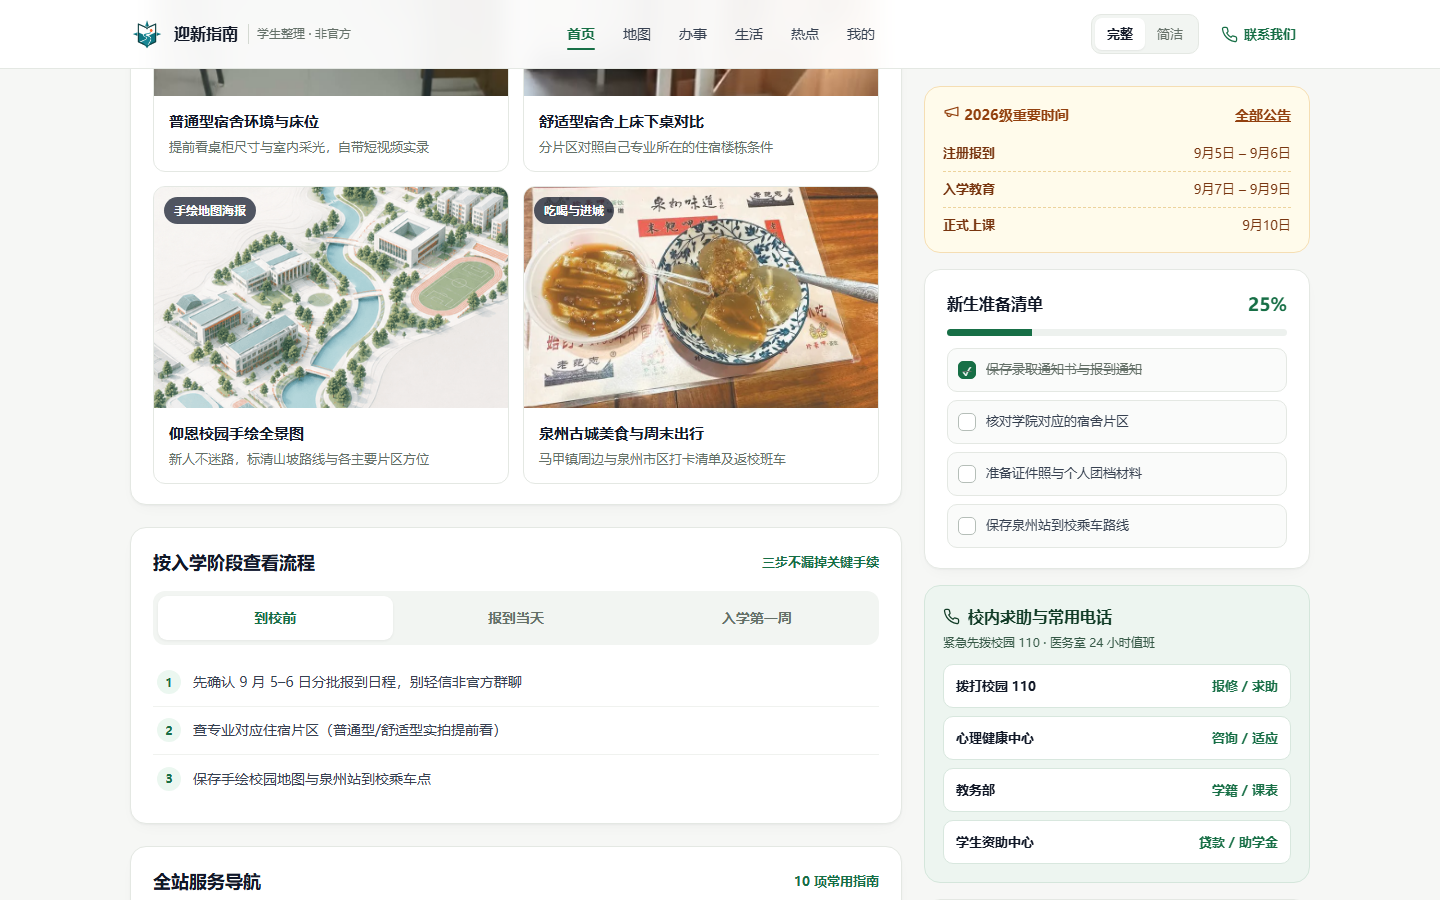 迎新指南
学生整理 · 非官方
首页
地图
办事
生活
热点
我的
完整
简洁
联系我们
普通型宿舍环境与床位
提前看桌柜尺寸与室内采光，自带短视频实录
舒适型宿舍上床下桌对比
分片区对照自己专业所在的住宿楼栋条件
手绘地图海报
仰恩校园手绘全景图
新人不迷路，标清山坡路线与各主要片区方位
吃喝与进城
泉州味道
老范志
泉州古城美食与周末出行
马甲镇周边与泉州市区打卡清单及返校班车
按入学阶段查看流程
三步不漏掉关键手续
到校前
报到当天
入学第一周
1 先确认 9 月 5–6 日分批报到日程，别轻信非官方群聊
2 查专业对应住宿片区（普通型/舒适型实拍提前看）
3 保存手绘校园地图与泉州站到校乘车点
全站服务导航
10 项常用指南
2026级重要时间
全部公告
注册报到 9月5日 – 9月6日
入学教育 9月7日 – 9月9日
正式上课 9月10日
新生准备清单
25%
保存录取通知书与报到通知
核对学院对应的宿舍片区
准备证件照与个人团档材料
保存泉州站到校乘车路线
校内求助与常用电话
紧急先拨校园 110 · 医务室 24 小时值班
拨打校园 110 报修 / 求助
心理健康中心 咨询 / 适应
教务部 学籍 / 课表
学生资助中心 贷款 / 助学金